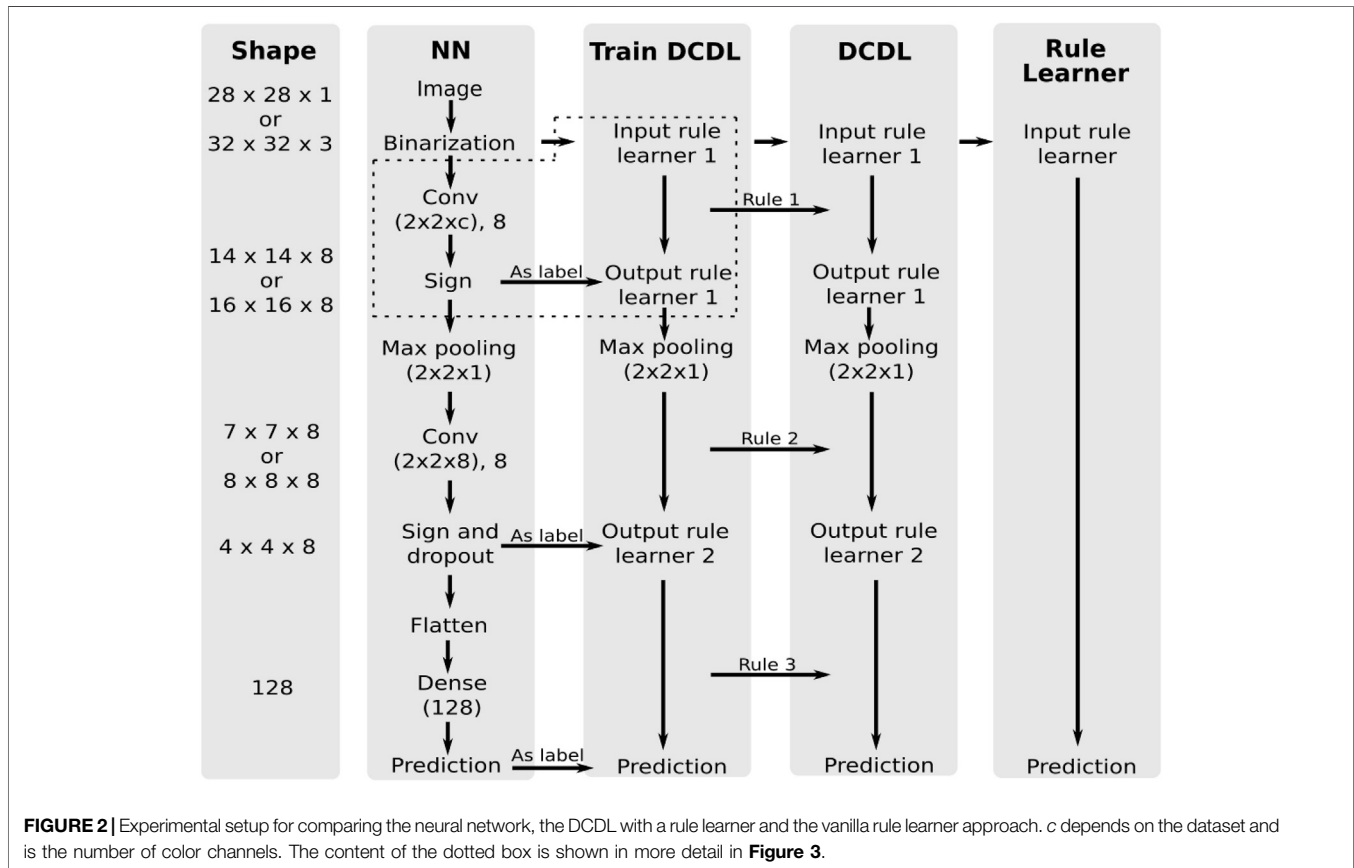 Shape
28 x 28 x 1
or
32 x 32 x 3
14 x 14 x 8
or
16 x 16 x 8
7 x 7 x 8
or
8 x 8 x 8
4 x 4 x 8
128
NN
Image
Binarization
Conv
(2x2xc), 8
Sign
As label
Max pooling
(2x2x1)
Conv
(2x2x8), 8
Sign and
dropout
As label
Flatten
Dense
(128)
Prediction
As label
Train DCDL
Input rule
learner 1
Rule 1
Output rule
learner 1
Max pooling
(2x2x1)
Rule 2
Output rule
learner 2
Rule 3
Prediction
DCDL
Input rule
learner 1
Output rule
learner 1
Max pooling
(2x2x1)
Output rule
learner 2
Prediction
Rule
Learner
Input rule
learner
Prediction
FIGURE 2 | Experimental setup for comparing the neural network, the DCDL with a rule learner and the vanilla rule learner approach. c depends on the dataset and
is the number of color channels. The content of the dotted box is shown in more detail in Figure 3.